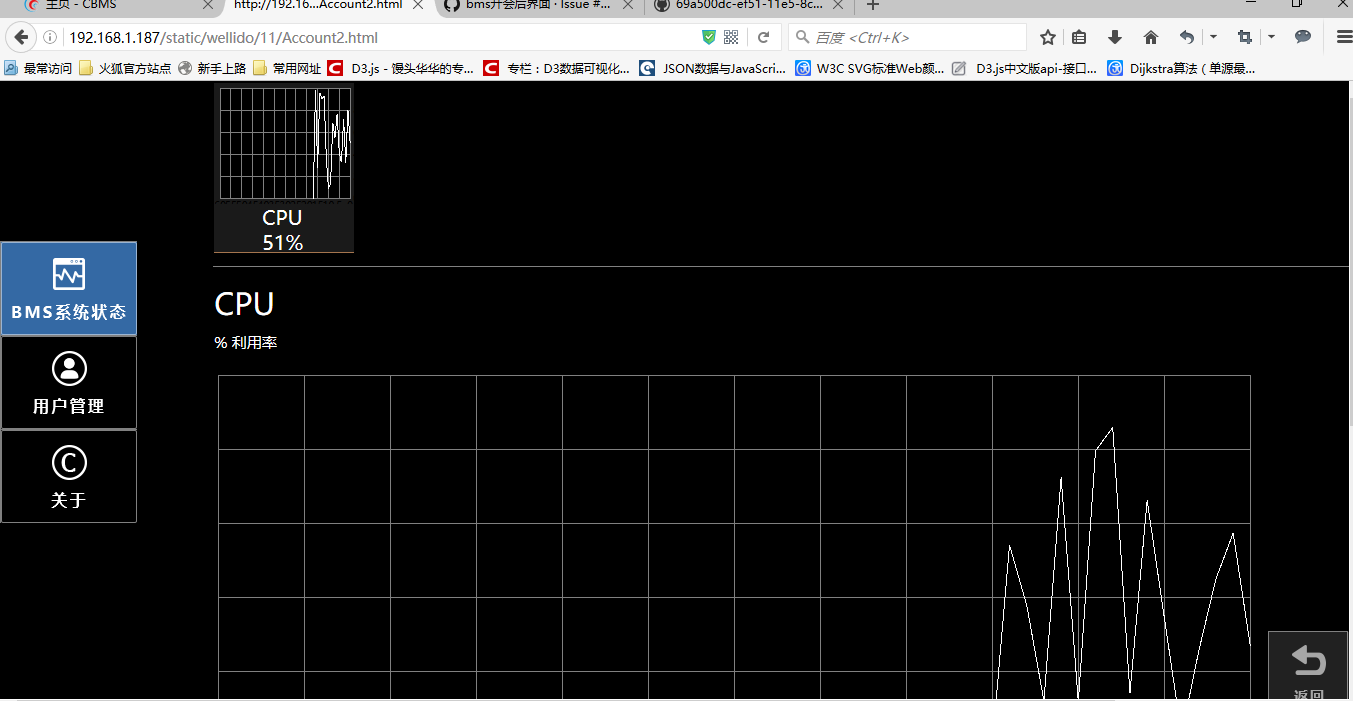 主页 - CBMS
http://192.16...Account2.html
bms开会后界面 · Issue #...
69a500dc-ef51-11e5-8c...
192.168.1.187/static/wellido/11/Account2.html
百度 <Ctrl+K>
最常访问 火狐官方站点 新手上路 常用网址 D3.js - 馒头华华的专... 专栏：D3数据可视化... JSON数据与JavaScri... W3C SVG标准Web颜... D3.js中文版api-接口... Dijkstra算法（单源最...
CPU
51%
BMS系统状态
用户管理
关于
CPU
% 利用率
返回